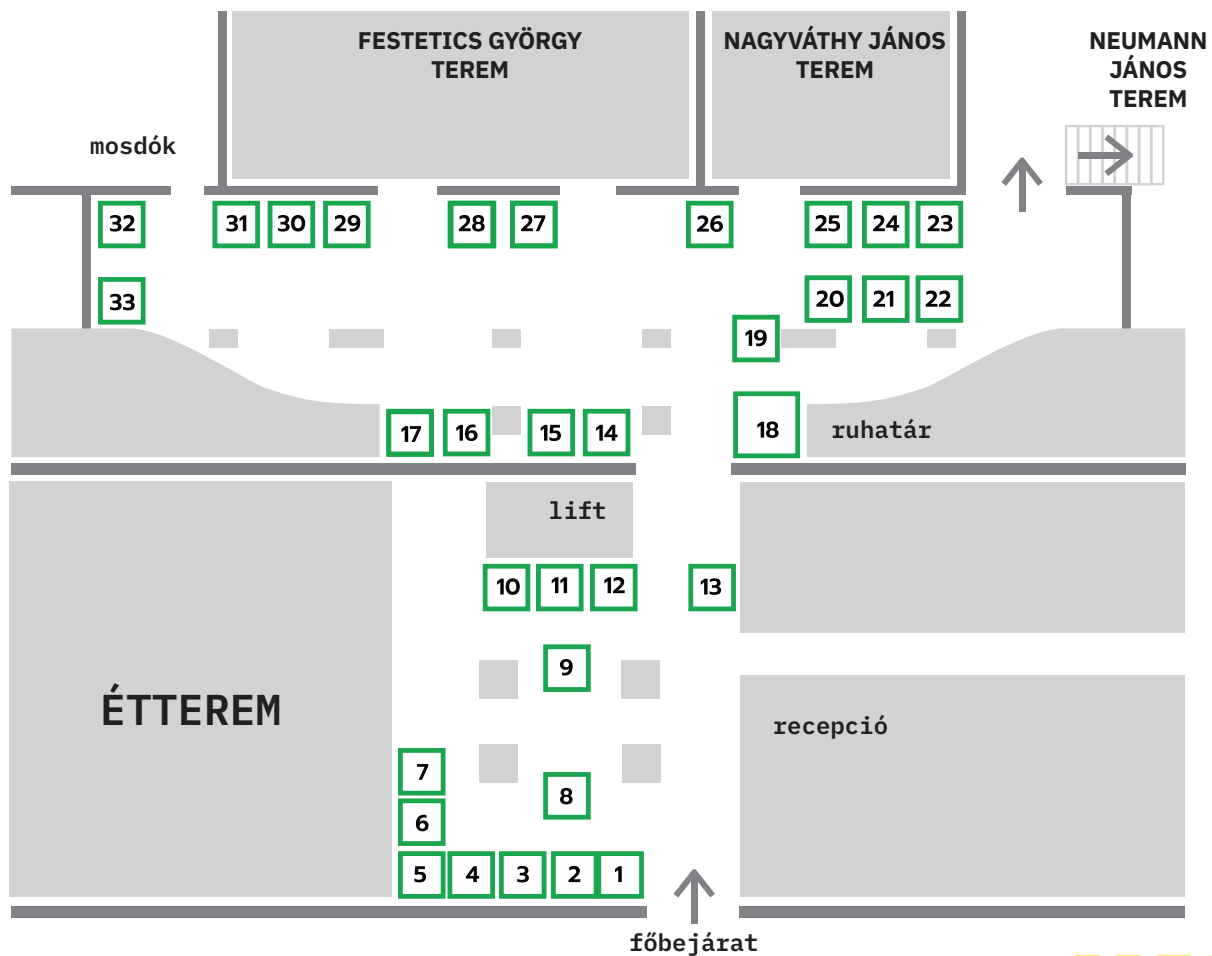 FESTETICS GYÖRGY
TEREM
NAGYVÁTHY JÁNOS
TEREM
NEUMANN
JÁNOS
TEREM
mosdók
32
31
30
29
28
27
26
25
24
23
33
20
21
22
19
17
16
15
14
18
ruhatár
lift
10
11
12
13
9
ÉTTEREM
recepció
7
8
6
5
4
3
2
1
főbejárat